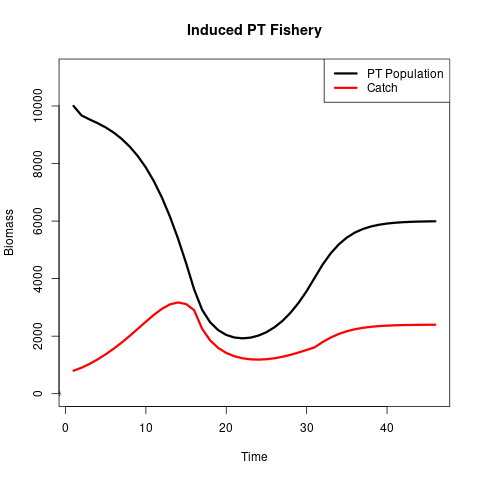 Induced PT Fishery
PT Population
Catch
Biomass
10000
8000
6000
4000
2000
0
0 10 20 30 40
Time